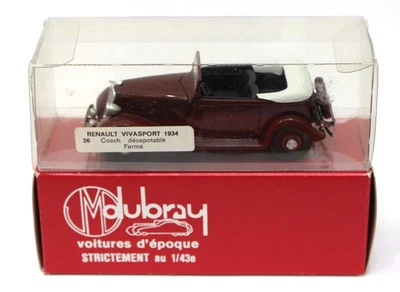 RENAULT VIVASPORT 1934
36 Coach décapotable
Fermé
Mdubray
voitures d'époque
STRICTEMENT au 1/43e